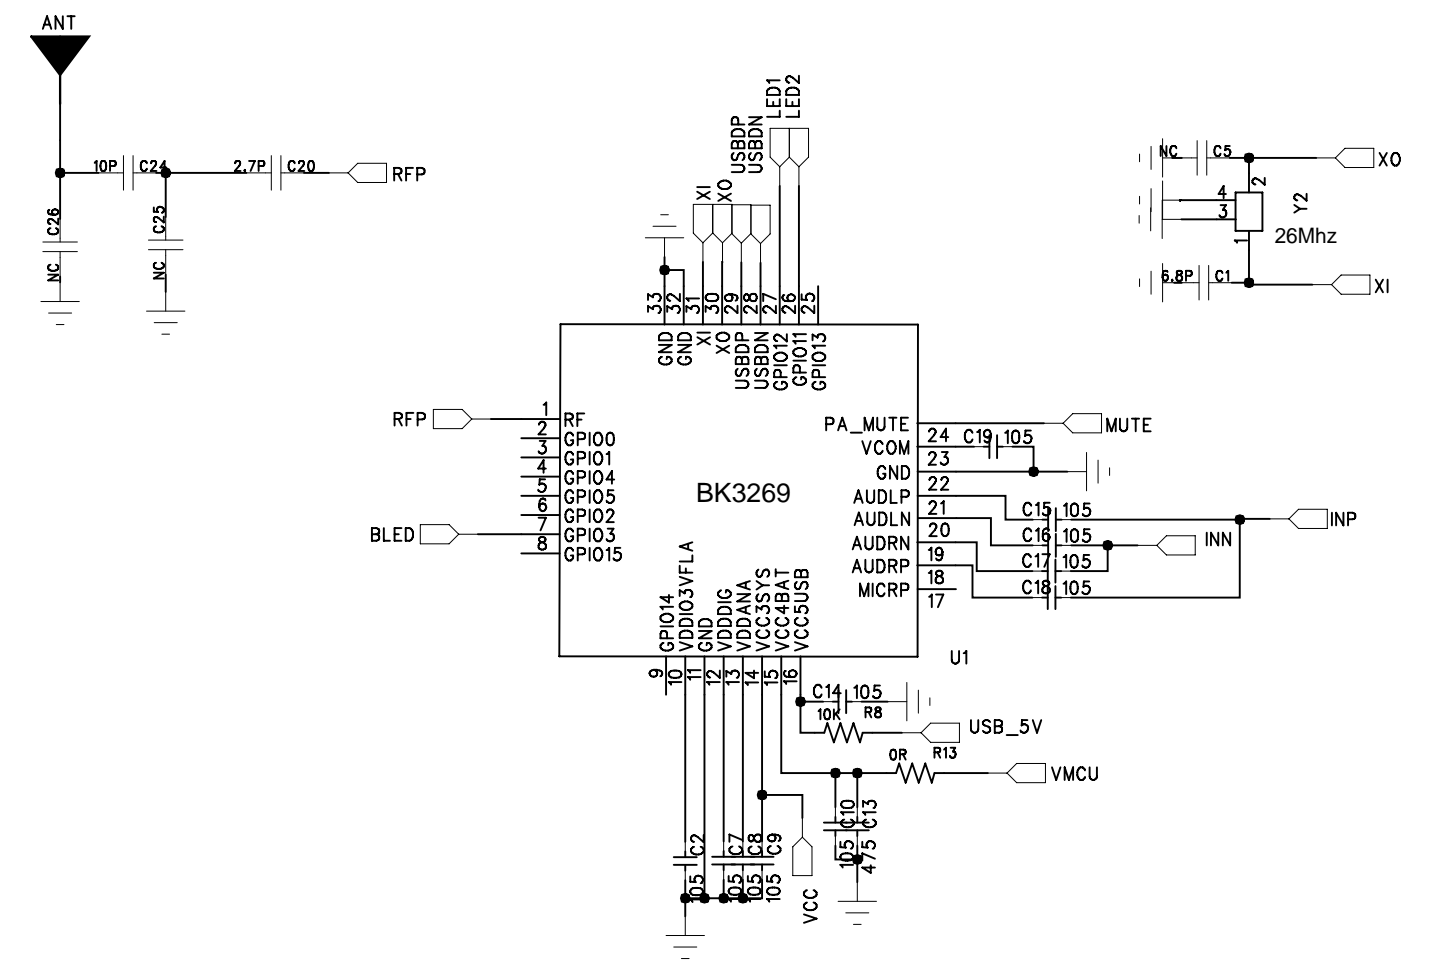 ANT
10P C24 2.7P C20 RFP
C26
NC
C25
NC
LED1
LED2
USBDP
USBDN
XI
XO
NC C5 XO
2
4
3
1
Y2
26Mhz
6.8P C1 XI
33
32
31
30
29
28
27
26
25
GND
GND
XI
XO
USBDP
USBDN
GPIO12
GPIO11
GPIO13
RFP 1 RF
2 GPIO0
3 GPIO1
4 GPIO4
5 GPIO5
6 GPIO2
BLED 7 GPIO3
8 GPIO15
BK3269
PA_MUTE MUTE
VCOM 24 C19 105
GND 23
AUDLP 22 C15 105 INP
AUDLN 21 C16 105 INN
AUDRN 20 C17 105
AUDRP 19 C18 105
MICRP 18
17
GPIO14
VDDIO3VFLA
GND
VDDDIG
VDDANA
VCC3SYS
VCC4BAT
VCC5USB
9
10
11
12
13
14
15
16
U1
C14 105
10K R8
USB_5V
0R R13
VMCU
C10
105
C13
475
C2
105
C7
105
C8
105
C9
105
VCC